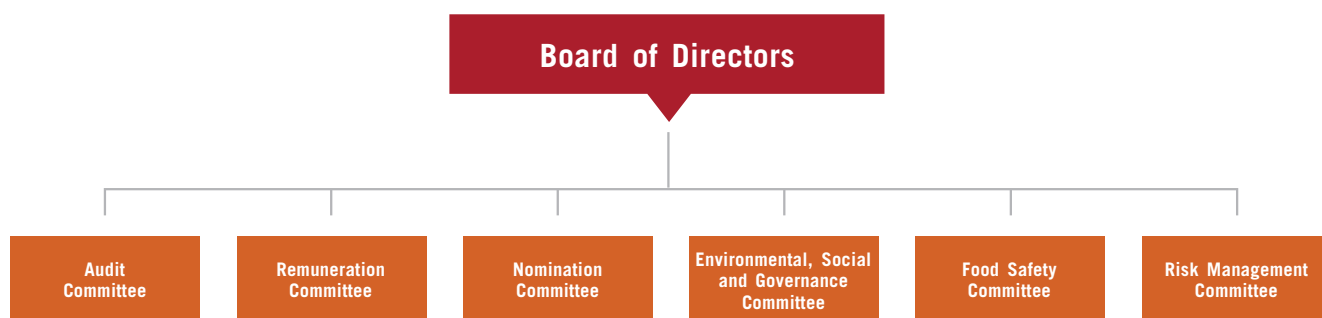 Board of Directors
Audit
Committee
Remuneration
Committee
Nomination
Committee
Environmental, Social
and Governance
Committee
Food Safety
Committee
Risk Management
Committee